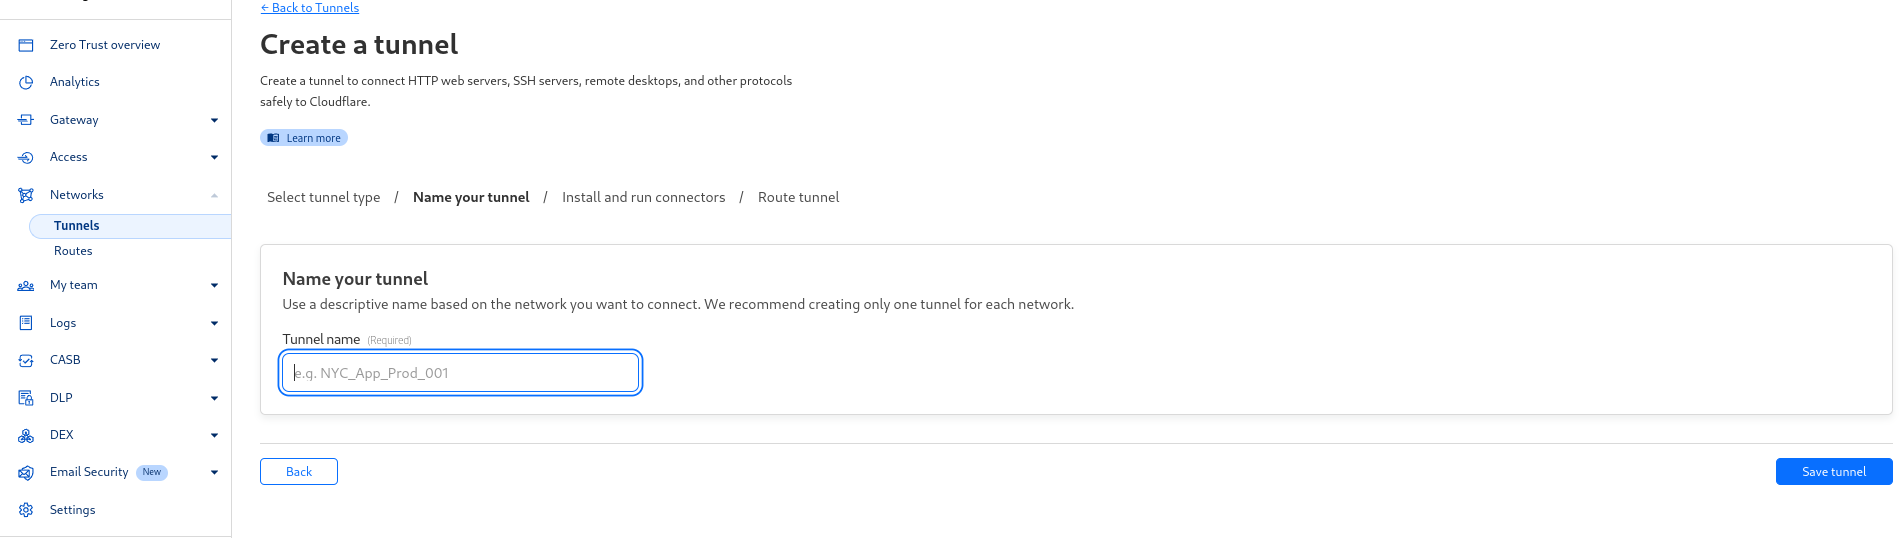 Zero Trust overview
Analytics
Gateway
Access
Networks
Tunnels
Routes
My team
Logs
CASB
DLP
DEX
Email Security New
Settings
← Back to Tunnels
Create a tunnel
Create a tunnel to connect HTTP web servers, SSH servers, remote desktops, and other protocols
safely to Cloudflare.
Learn more
Select tunnel type / Name your tunnel / Install and run connectors / Route tunnel
Name your tunnel
Use a descriptive name based on the network you want to connect. We recommend creating only one tunnel for each network.
Tunnel name (Required)
e.g. NYC_App_Prod_001
Back
Save tunnel